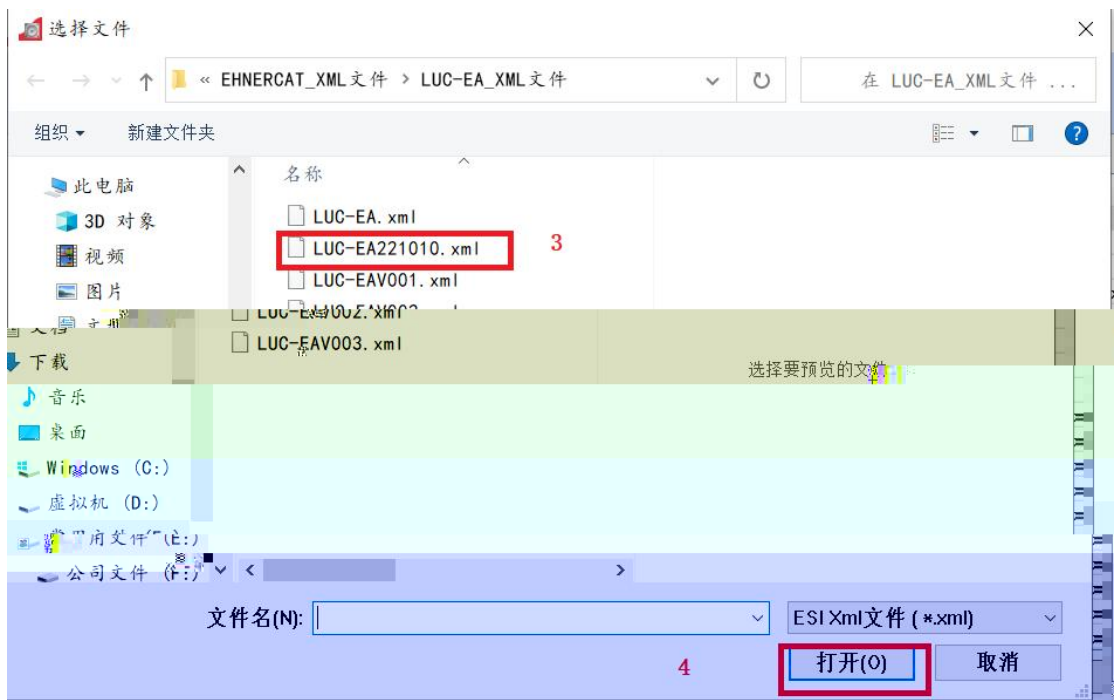 选择文件
« EHNERCAT_XML文件 > LUC-EA_XML文件
在 LUC-EA_XML文件 ...
组织 新建文件夹
?
名称
此电脑
3D 对象
视频
图片
LUC-EA.xml
LUC-EA221010.xml
3
LUC-EAV001.xml
LUC-EAV003.xml
下载
选择要预览的文
音乐
桌面
Windows (C:)
虚拟机 (D:)
公司文件 (F:)
文件名(N):
ESI Xml文件 (*.xml)
4
打开(O)
取消